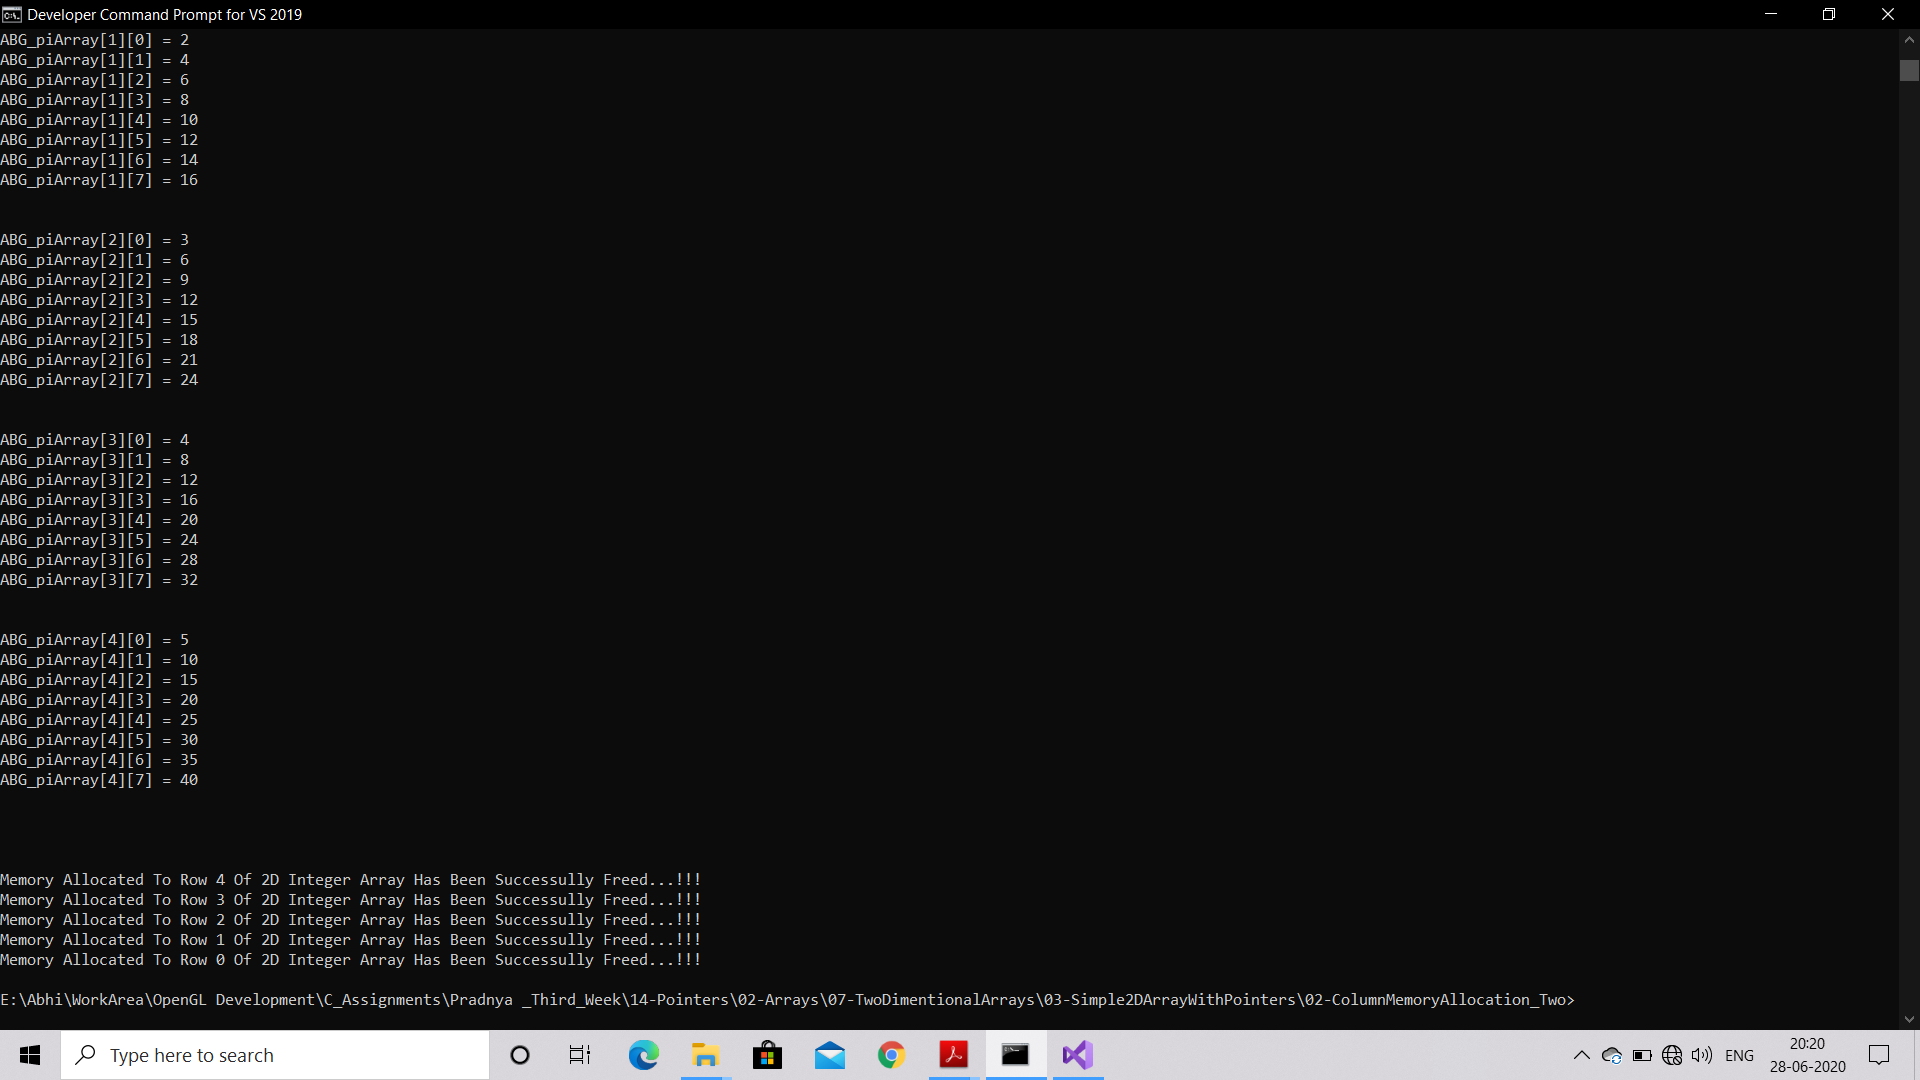 Developer Command Prompt for VS 2019
ABG_piArray[1][0] = 2
ABG_piArray[1][1] = 4
ABG_piArray[1][2] = 6
ABG_piArray[1][3] = 8
ABG_piArray[1][4] = 10
ABG_piArray[1][5] = 12
ABG_piArray[1][6] = 14
ABG_piArray[1][7] = 16
ABG_piArray[2][0] = 3
ABG_piArray[2][1] = 6
ABG_piArray[2][2] = 9
ABG_piArray[2][3] = 12
ABG_piArray[2][4] = 15
ABG_piArray[2][5] = 18
ABG_piArray[2][6] = 21
ABG_piArray[2][7] = 24
ABG_piArray[3][0] = 4
ABG_piArray[3][1] = 8
ABG_piArray[3][2] = 12
ABG_piArray[3][3] = 16
ABG_piArray[3][4] = 20
ABG_piArray[3][5] = 24
ABG_piArray[3][6] = 28
ABG_piArray[3][7] = 32
ABG_piArray[4][0] = 5
ABG_piArray[4][1] = 10
ABG_piArray[4][2] = 15
ABG_piArray[4][3] = 20
ABG_piArray[4][4] = 25
ABG_piArray[4][5] = 30
ABG_piArray[4][6] = 35
ABG_piArray[4][7] = 40
Memory Allocated To Row 4 Of 2D Integer Array Has Been Successully Freed...!!!
Memory Allocated To Row 3 Of 2D Integer Array Has Been Successully Freed...!!!
Memory Allocated To Row 2 Of 2D Integer Array Has Been Successully Freed...!!!
Memory Allocated To Row 1 Of 2D Integer Array Has Been Successully Freed...!!!
Memory Allocated To Row 0 Of 2D Integer Array Has Been Successully Freed...!!!
E:\Abhi\WorkArea\OpenGL Development\C_Assignments\Pradnya _Third_Week\14-Pointers\02-Arrays\07-TwoDimentionalArrays\03-Simple2DArrayWithPointers\02-ColumnMemoryAllocation_Two>
Type here to search
ENG
20:20
28-06-2020